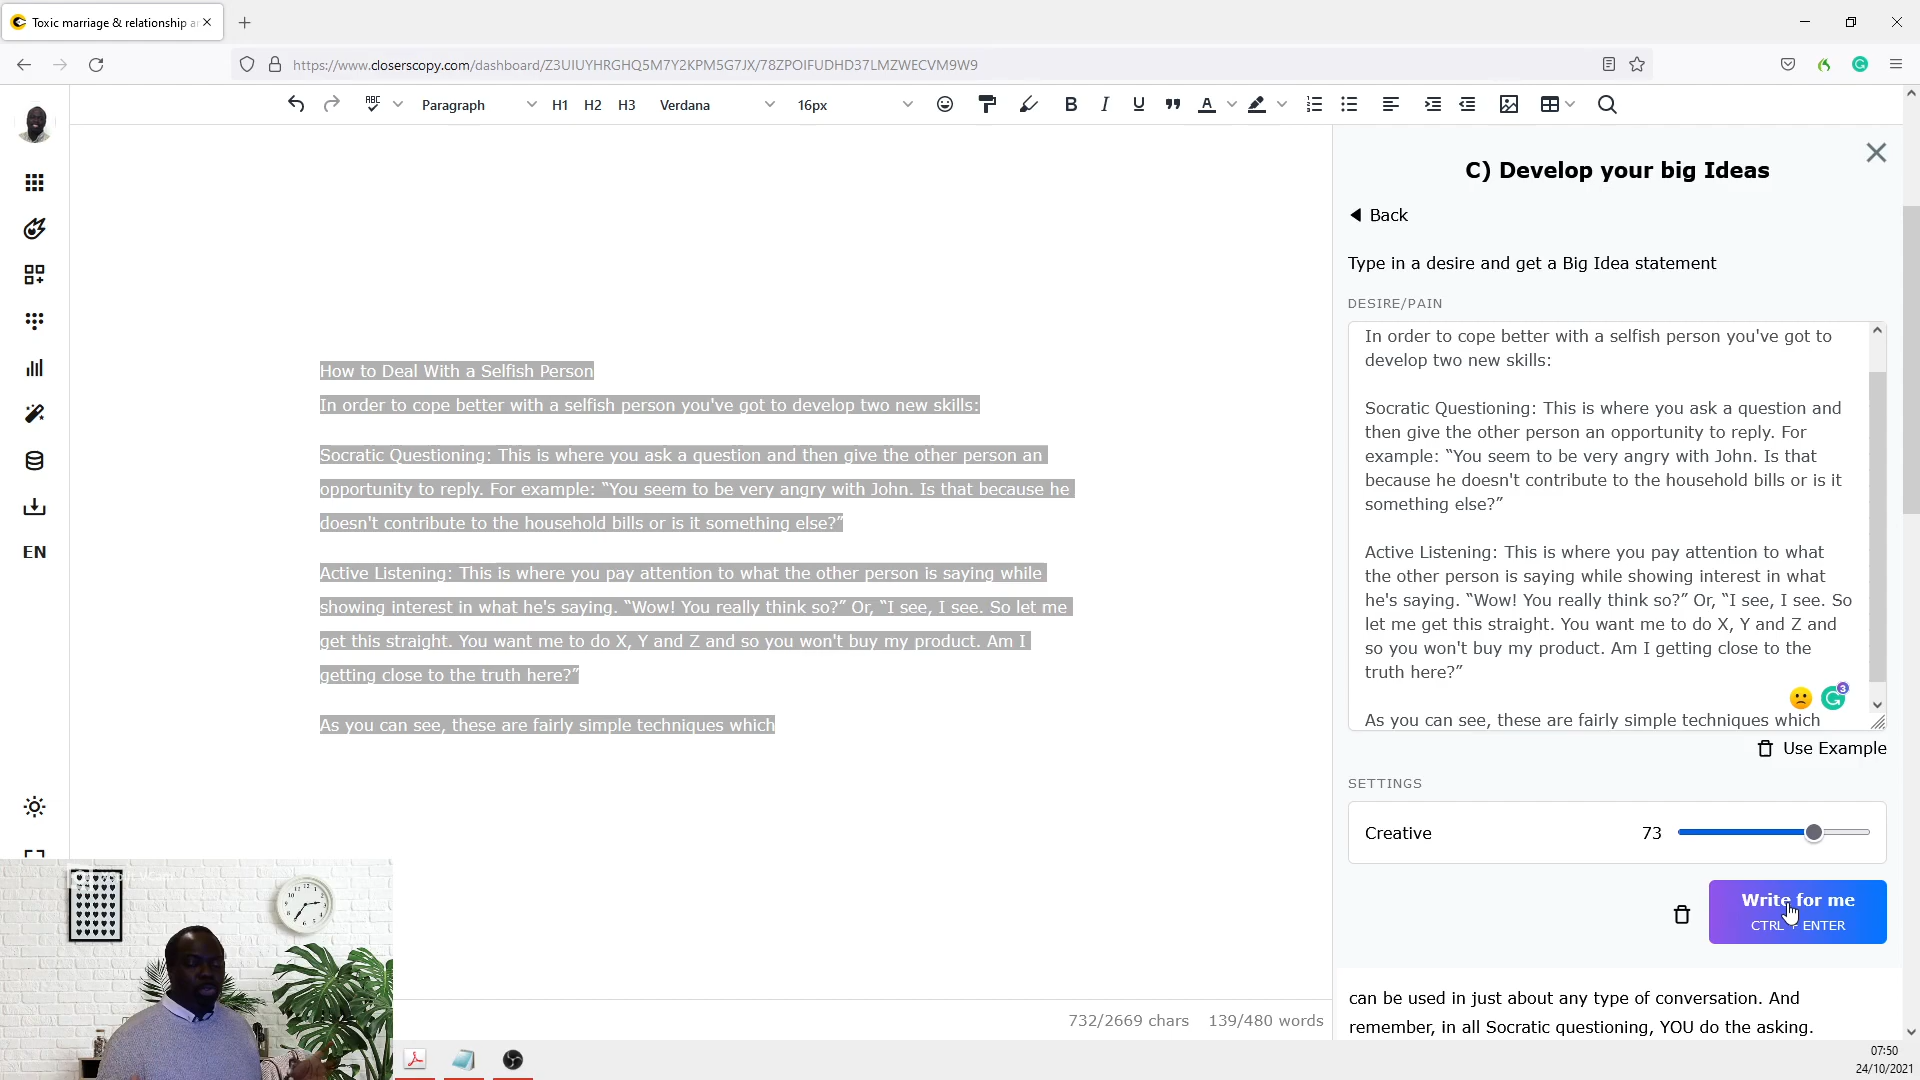 Toxic marriage & relationship a
https://www.closerscopy.com/dashboard/Z3UIUYHRGHQ5M7Y2KPM5G7JX/78ZPOIFUDHD37LMZWECVM9W9
ABC Paragraph H1 H2 H3 Verdana 16px B I U A
EN
How to Deal With a Selfish Person
In order to cope better with a selfish person you've got to develop two new skills:
Socratic Questioning: This is where you ask a question and then give the other person an
opportunity to reply. For example: “You seem to be very angry with John. Is that because he
doesn't contribute to the household bills or is it something else?”
Active Listening: This is where you pay attention to what the other person is saying while
showing interest in what he's saying. “Wow! You really think so?” Or, “I see, I see. So let me
get this straight. You want me to do X, Y and Z and so you won't buy my product. Am I
getting close to the truth here?”
As you can see, these are fairly simple techniques which
732/2669 chars 139/480 words
C) Develop your big Ideas
Back
Type in a desire and get a Big Idea statement
DESIRE/PAIN
In order to cope better with a selfish person you've got to
develop two new skills:
Socratic Questioning: This is where you ask a question and
then give the other person an opportunity to reply. For
example: “You seem to be very angry with John. Is that
because he doesn't contribute to the household bills or is it
something else?”
Active Listening: This is where you pay attention to what
the other person is saying while showing interest in what
he's saying. “Wow! You really think so?” Or, “I see, I see. So
let me get this straight. You want me to do X, Y and Z and
so you won't buy my product. Am I getting close to the
truth here?”
3
As you can see, these are fairly simple techniques which
Use Example
SETTINGS
Creative 73
Write for me
CTRL + ENTER
can be used in just about any type of conversation. And
remember, in all Socratic questioning, YOU do the asking.
07:50
24/10/2021